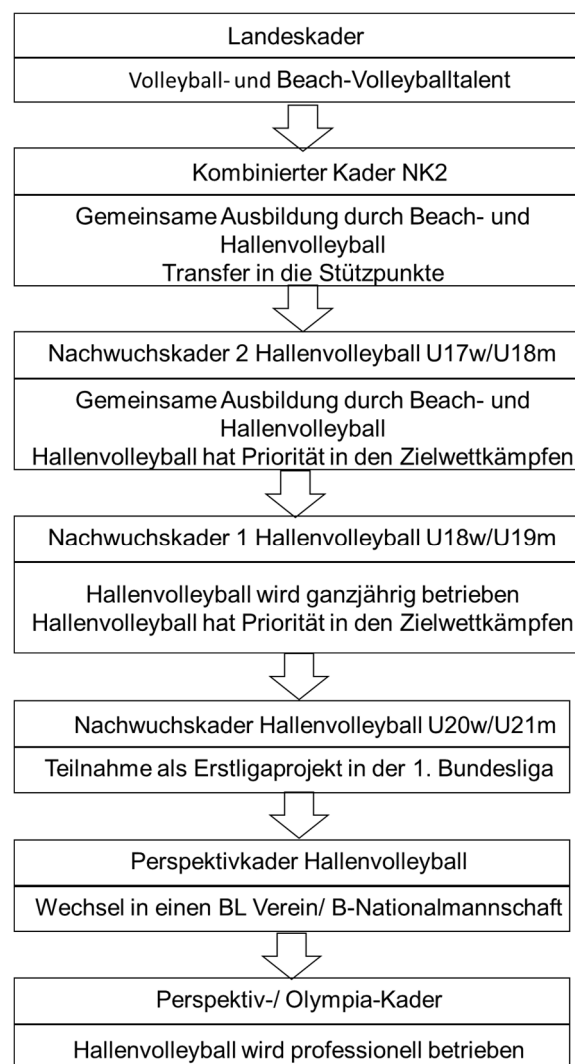 Landeskader
Volleyball- und Beach-Volleyballtalent
Kombinierter Kader NK2
Gemeinsame Ausbildung durch Beach- und
Hallenvolleyball
Transfer in die Stützpunkte
Nachwuchskader 2 Hallenvolleyball U17w/U18m
Gemeinsame Ausbildung durch Beach- und
Hallenvolleyball
Hallenvolleyball hat Priorität in den Zielwettkämpfen
Nachwuchskader 1 Hallenvolleyball U18w/U19m
Hallenvolleyball wird ganzjährig betrieben
Hallenvolleyball hat Priorität in den Zielwettkämpfen
Nachwuchskader Hallenvolleyball U20w/U21m
Teilnahme als Erstligaprojekt in der 1. Bundesliga
Perspektivkader Hallenvolleyball
Wechsel in einen BL Verein/ B-Nationalmannschaft
Perspektiv-/ Olympia-Kader
Hallenvolleyball wird professionell betrieben